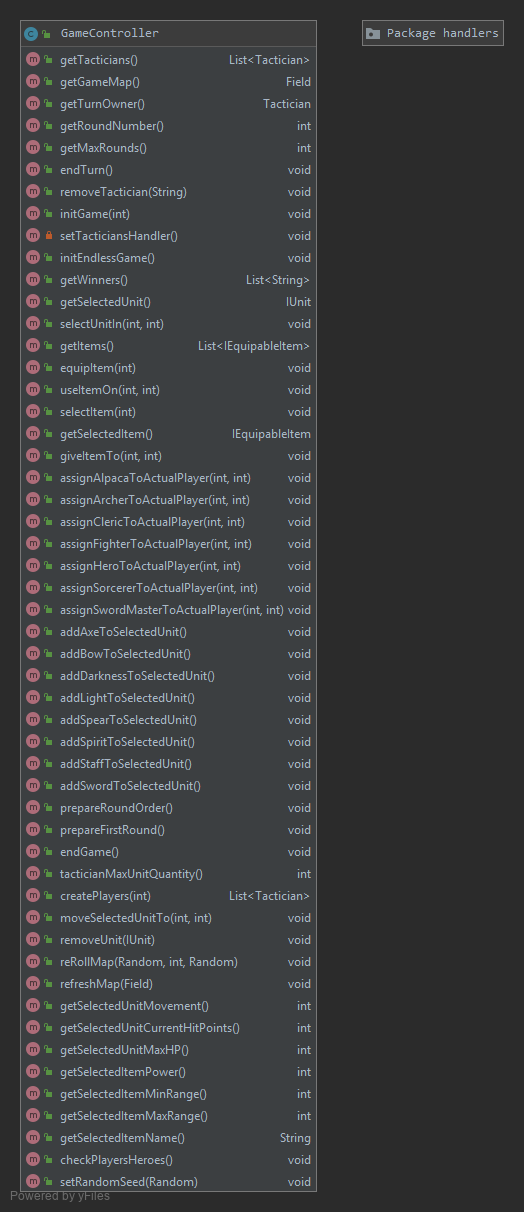 GameController
Package handlers
getTacticians() List<Tactician>
getGameMap() Field
getTurnOwner() Tactician
getRoundNumber() int
getMaxRounds() int
endTurn() void
removeTactician(String) void
initGame(int) void
setTacticiansHandler() void
initEndlessGame() void
getWinners() List<String>
getSelectedUnit() IUnit
selectUnitIn(int, int) void
getItems() List<IEquipableItem>
equipItem(int) void
useItemOn(int, int) void
selectItem(int) void
getSelectedItem() IEquipableItem
giveItemTo(int, int) void
assignAlpacaToActualPlayer(int, int) void
assignArcherToActualPlayer(int, int) void
assignClericToActualPlayer(int, int) void
assignFighterToActualPlayer(int, int) void
assignHeroToActualPlayer(int, int) void
assignSorcererToActualPlayer(int, int) void
assignSwordMasterToActualPlayer(int, int) void
addAxeToSelectedUnit() void
addBowToSelectedUnit() void
addDarknessToSelectedUnit() void
addLightToSelectedUnit() void
addSpearToSelectedUnit() void
addSpiritToSelectedUnit() void
addStaffToSelectedUnit() void
addSwordToSelectedUnit() void
prepareRoundOrder() void
prepareFirstRound() void
endGame() void
tacticianMaxUnitQuantity() int
createPlayers(int) List<Tactician>
moveSelectedUnitTo(int, int) void
removeUnit(IUnit) void
reRollMap(Random, int, Random) void
refreshMap(Field) void
getSelectedUnitMovement() int
getSelectedUnitCurrentHitPoints() int
getSelectedUnitMaxHP() int
getSelectedItemPower() int
getSelectedItemMinRange() int
getSelectedItemMaxRange() int
getSelectedItemName() String
checkPlayersHeroes() void
setRandomSeed(Random) void
Powered by yFiles